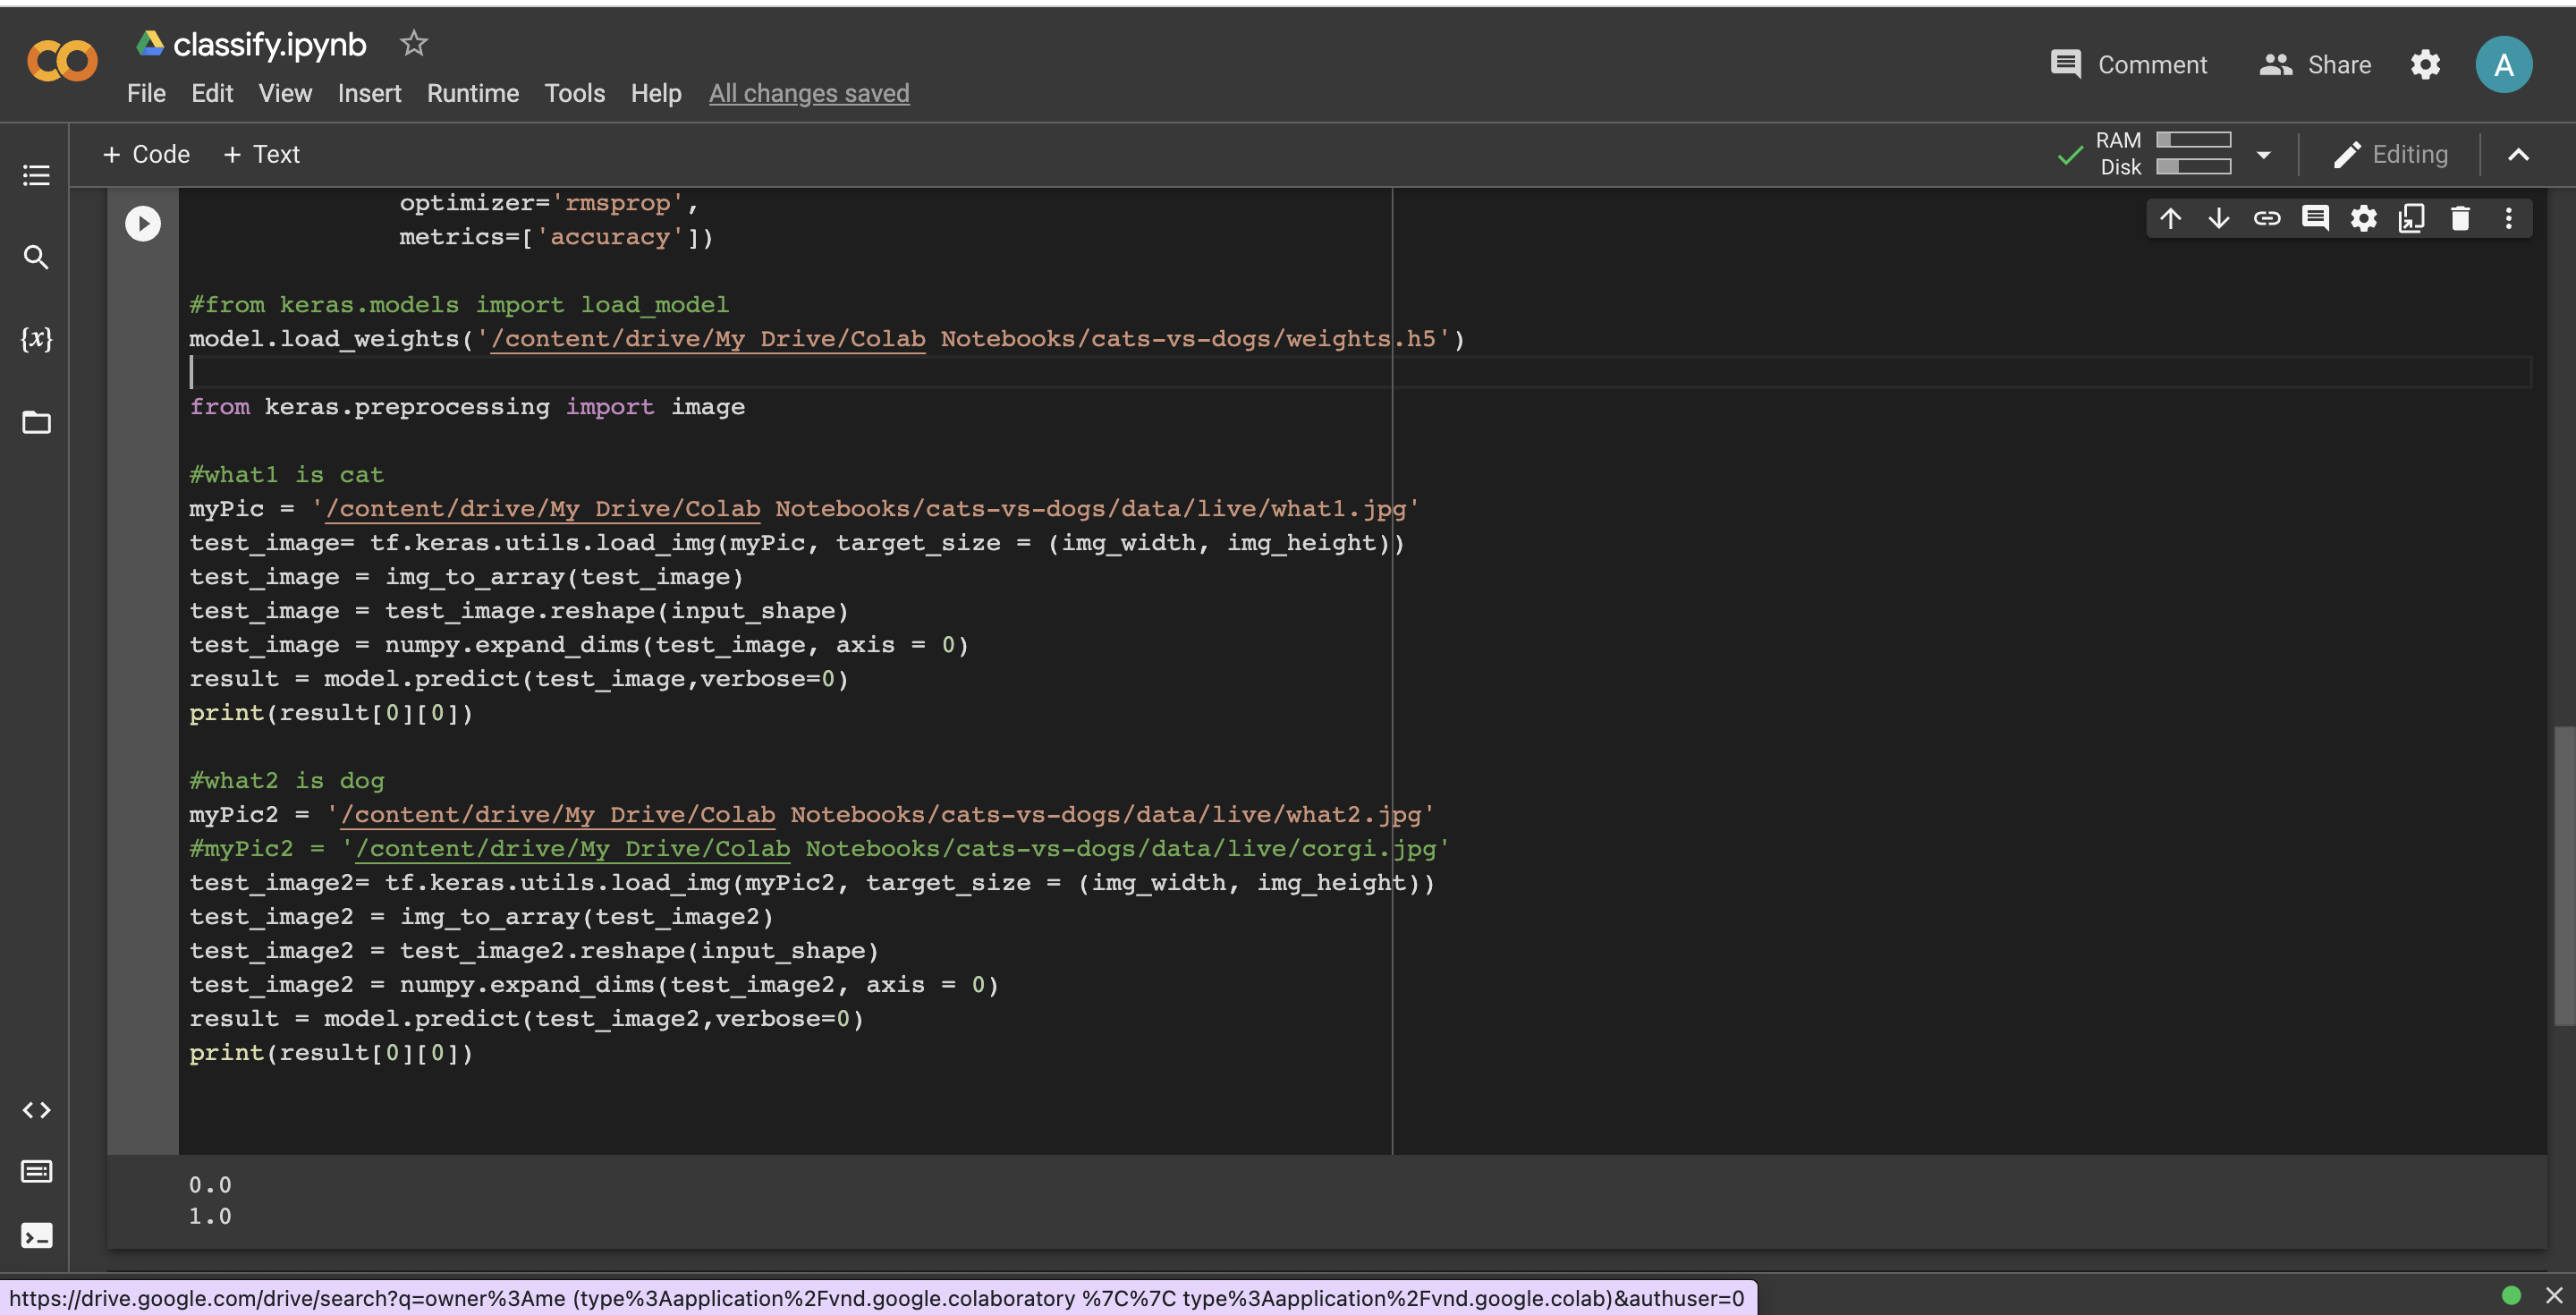 classify.ipynb
Comment
Share
A
File Edit View Insert Runtime Tools Help All changes saved
+ Code + Text
RAM
Disk
Editing
optimizer='rmsprop',
metrics=['accuracy'])
#from keras.models import load_model
model.load_weights('/content/drive/My Drive/Colab Notebooks/cats-vs-dogs/weights.h5')
from keras.preprocessing import image
#what1 is cat
myPic = '/content/drive/My Drive/Colab Notebooks/cats-vs-dogs/data/live/what1.jpg'
test_image= tf.keras.utils.load_img(myPic, target_size = (img_width, img_height))
test_image = img_to_array(test_image)
test_image = test_image.reshape(input_shape)
test_image = numpy.expand_dims(test_image, axis = 0)
result = model.predict(test_image,verbose=0)
print(result[0][0])
#what2 is dog
myPic2 = '/content/drive/My Drive/Colab Notebooks/cats-vs-dogs/data/live/what2.jpg'
#myPic2 = '/content/drive/My Drive/Colab Notebooks/cats-vs-dogs/data/live/corgi.jpg'
test_image2= tf.keras.utils.load_img(myPic2, target_size = (img_width, img_height))
test_image2 = img_to_array(test_image2)
test_image2 = test_image2.reshape(input_shape)
test_image2 = numpy.expand_dims(test_image2, axis = 0)
result = model.predict(test_image2,verbose=0)
print(result[0][0])
0.0
1.0
https://drive.google.com/drive/search?q=owner%3Ame (type%3Aapplication%2Fvnd.google.colaboratory %7C%7C type%3Aapplication%2Fvnd.google.colab)&authuser=0